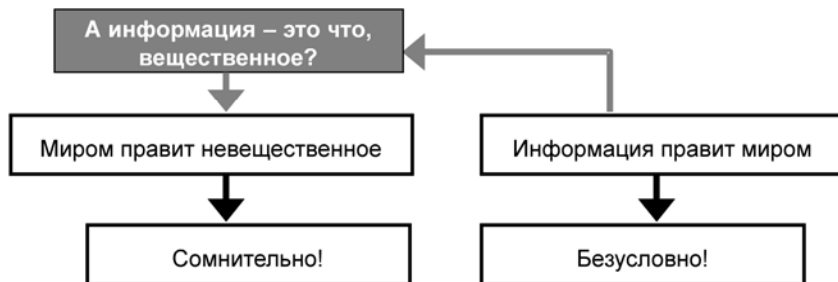 А информация – это что,
вещественное?
Миром правит невещественное
Информация правит миром
Сомнительно!
Безусловно!